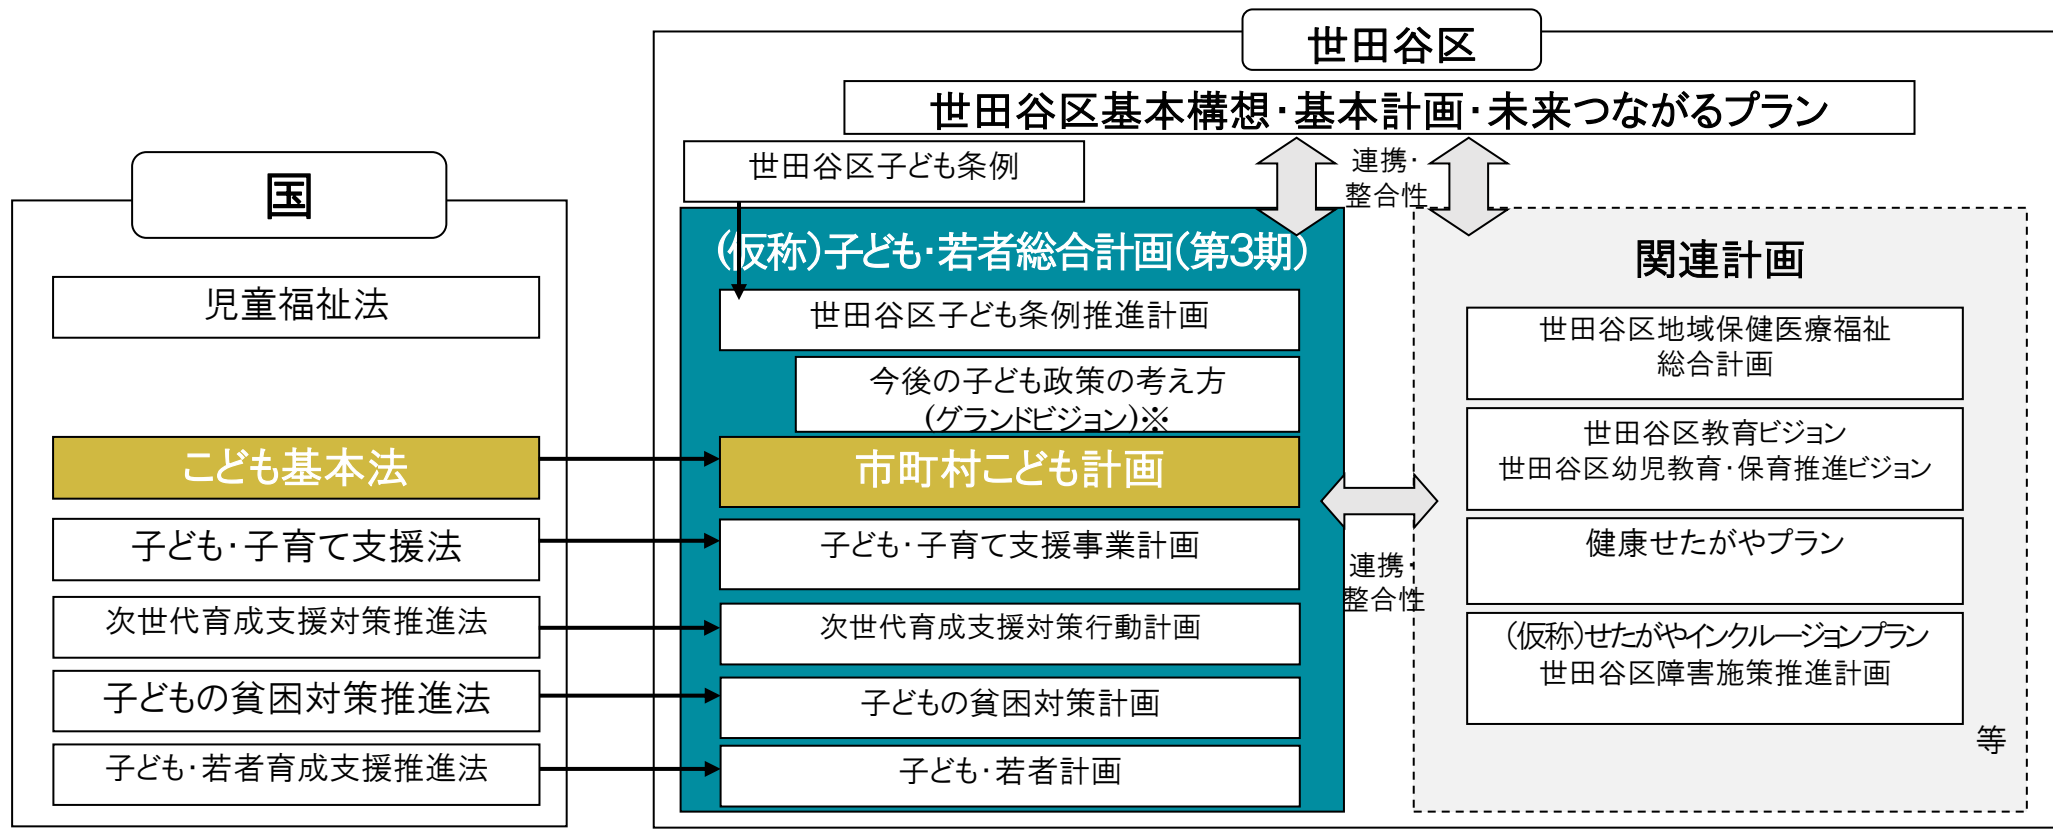 国
児童福祉法
こども基本法
子ども・子育て支援法
次世代育成支援対策推進法
子どもの貧困対策推進法
子ども・若者育成支援推進法
世田谷区
世田谷区基本構想・基本計画・未来つながるプラン
世田谷区子ども条例
連携・
整合性
(仮称)子ども・若者総合計画(第3期)
世田谷区子ども条例推進計画
今後の子ども政策の考え方
(グランドビジョン)※
市町村こども計画
子ども・子育て支援事業計画
次世代育成支援対策行動計画
子どもの貧困対策計画
子ども・若者計画
連携・
整合性
関連計画
世田谷区地域保健医療福祉
総合計画
世田谷区教育ビジョン
世田谷区幼児教育・保育推進ビジョン
健康せたがやプラン
(仮称)せたがやインクルージョンプラン
世田谷区障害施策推進計画
等